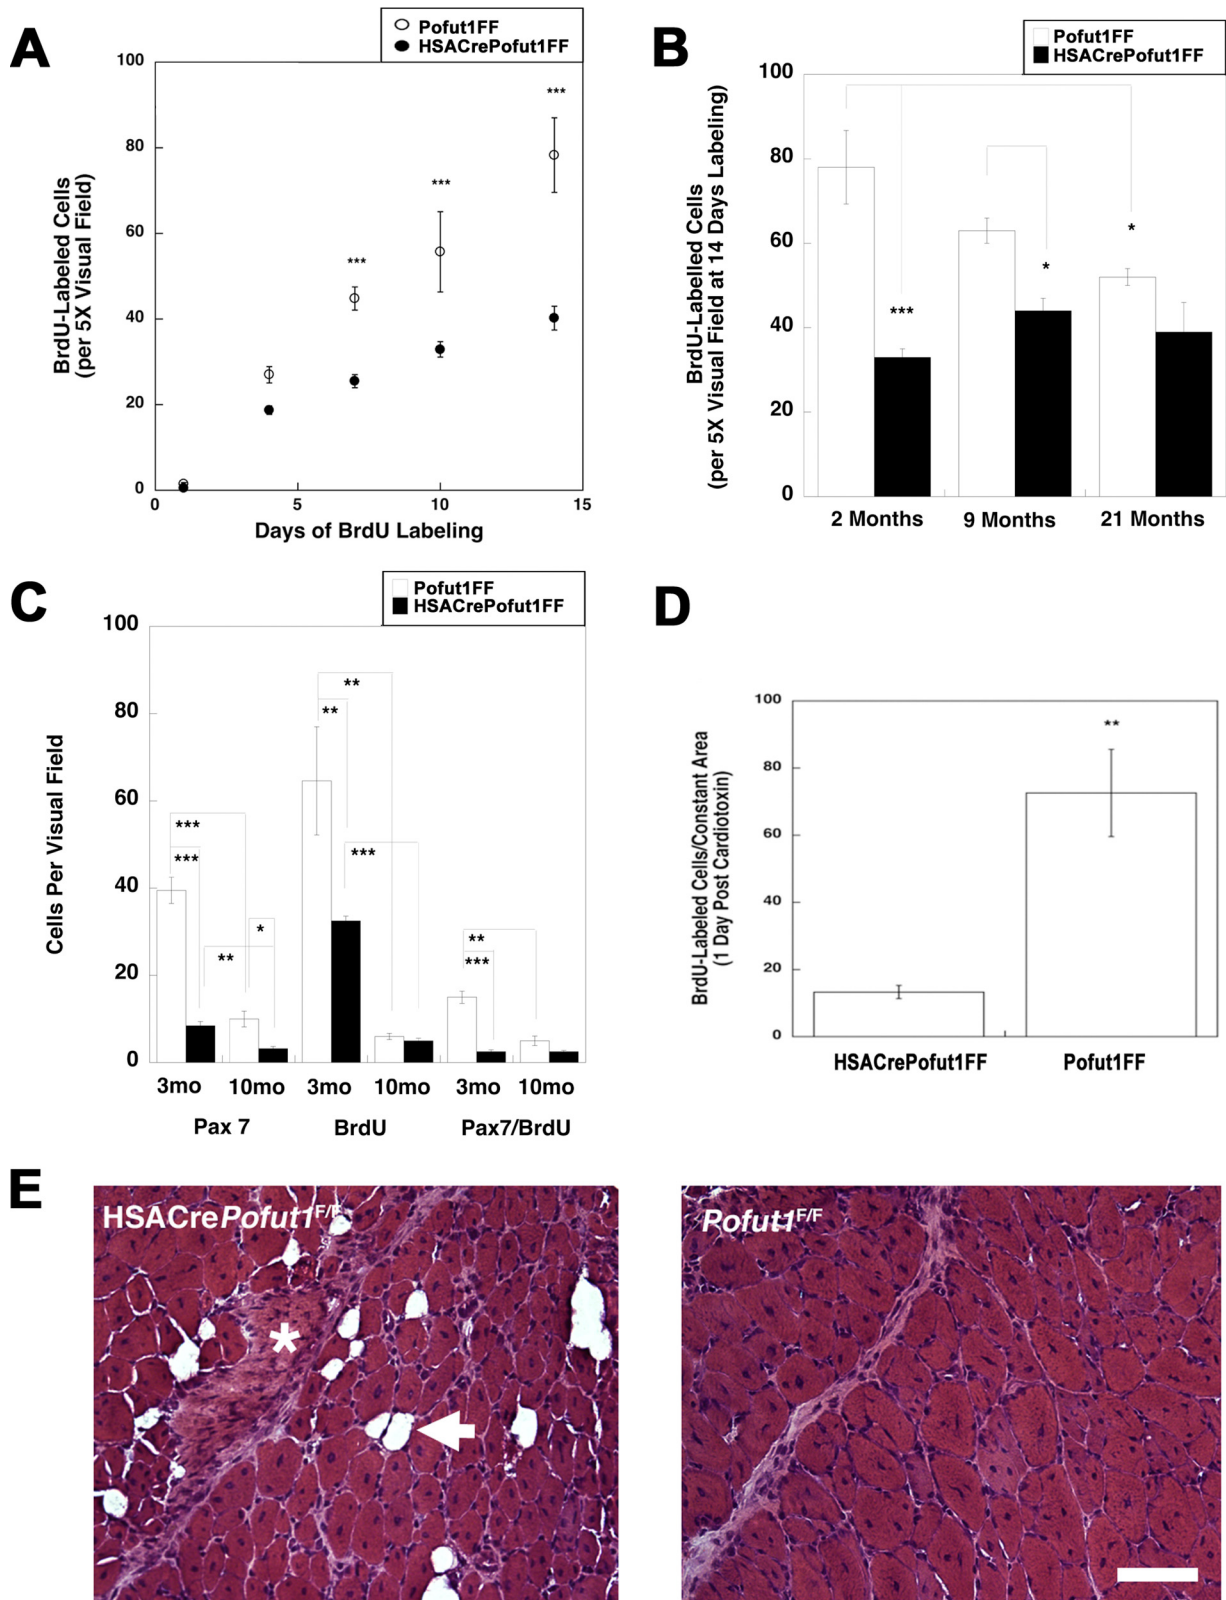 A
Pofut1FF
HSACrePofut1FF
100
80
60
40
20
0
0
5
10
15
***
***
***
BrdU-Labeled Cells
(per 5X Visual Field)
Days of BrdU Labeling
B
Pofut1FF
HSACrePofut1FF
100
80
60
40
20
0
***
*
*
BrdU-Labelled Cells
(per 5X Visual Field at 14 Days Labeling)
2 Months
9 Months
21 Months
C
Pofut1FF
HSACrePofut1FF
100
80
60
40
20
0
Cells Per Visual Field
***
***
**
*
**
**
***
**
***
3mo
10mo
3mo
10mo
3mo
10mo
Pax 7
BrdU
Pax7/BrdU
D
100
80
60
40
20
0
**
BrdU-Labeled Cells/Constant Area
(1 Day Post Cardiotoxin)
HSACrePofut1FF
Pofut1FF
E
HSACrePofut1F/F
*
Pofut1F/F